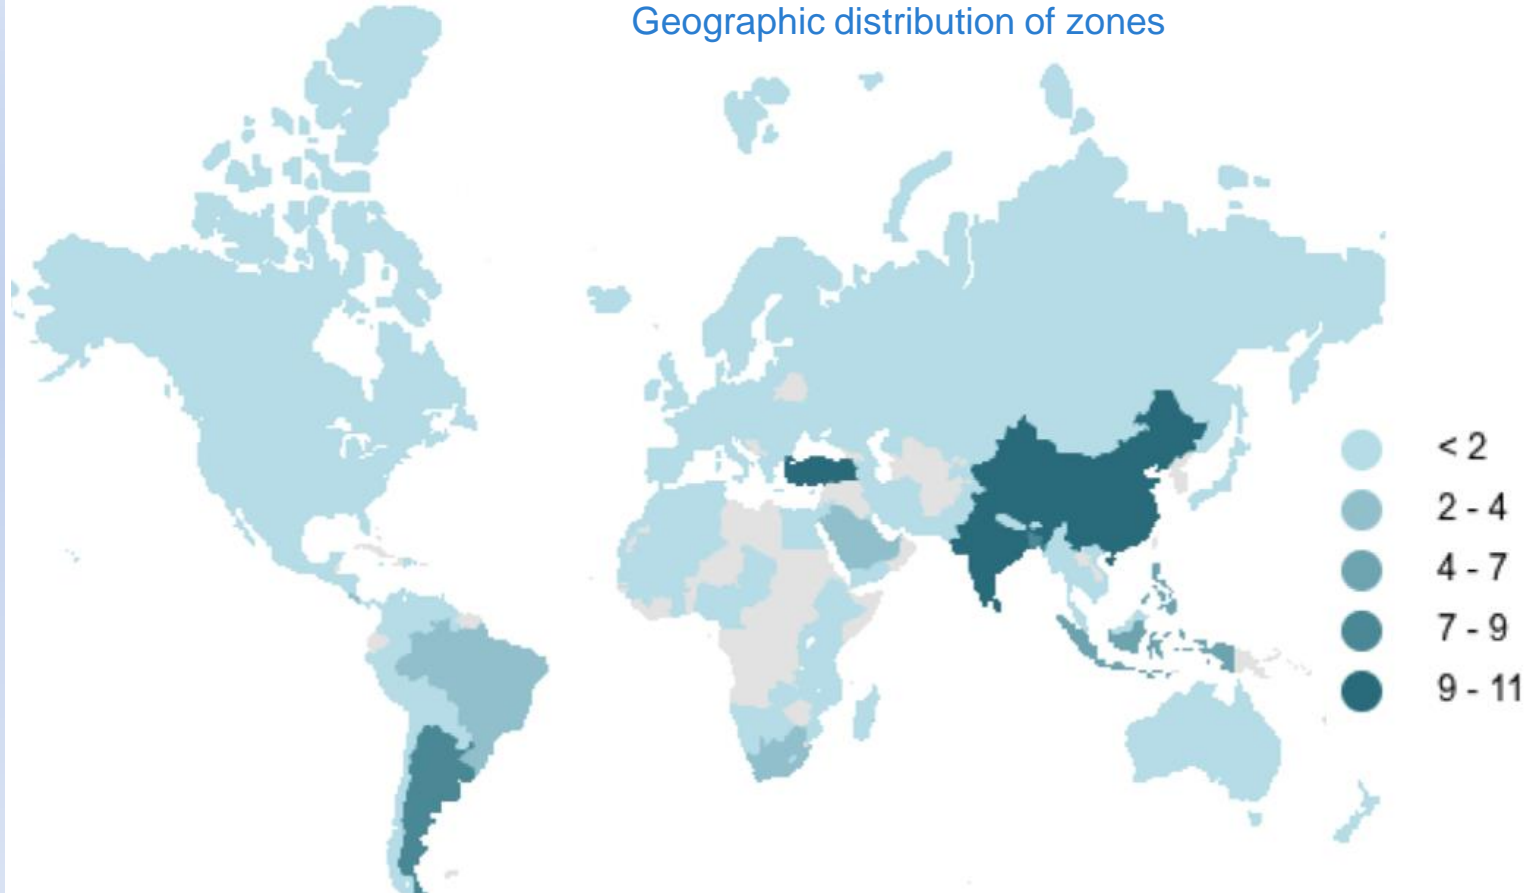 Geographic distribution of zones
< 2
2 - 4
4 - 7
7 - 9
9 - 11